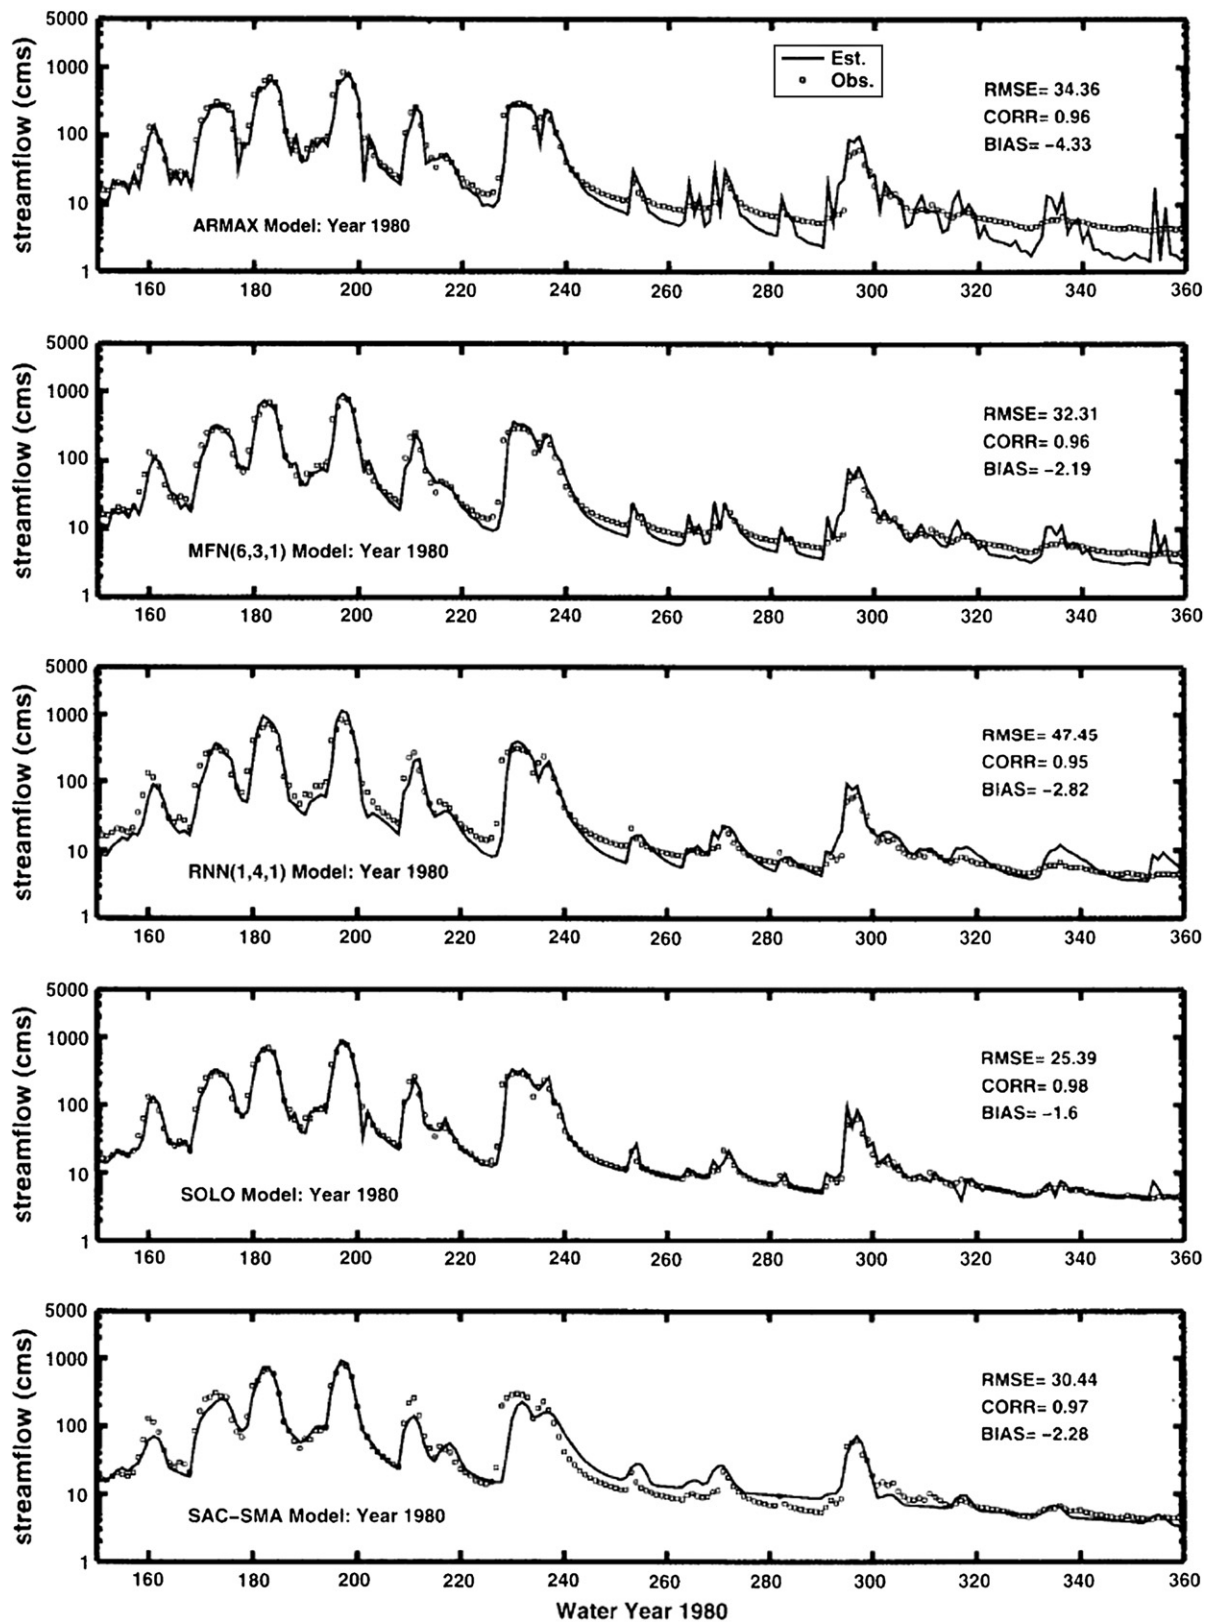 5000
1000
100
10
1
streamflow (cms)
Est.
Obs.
RMSE= 34.36
CORR= 0.96
BIAS= −4.33
ARMAX Model: Year 1980
160 180 200 220 240 260 280 300 320 340 360
5000
1000
100
10
1
streamflow (cms)
RMSE= 32.31
CORR= 0.96
BIAS= −2.19
MFN(6,3,1) Model: Year 1980
160 180 200 220 240 260 280 300 320 340 360
5000
1000
100
10
1
streamflow (cms)
RMSE= 47.45
CORR= 0.95
BIAS= −2.82
RNN(1,4,1) Model: Year 1980
160 180 200 220 240 260 280 300 320 340 360
5000
1000
100
10
1
streamflow (cms)
RMSE= 25.39
CORR= 0.98
BIAS= −1.6
SOLO Model: Year 1980
160 180 200 220 240 260 280 300 320 340 360
5000
1000
100
10
1
streamflow (cms)
RMSE= 30.44
CORR= 0.97
BIAS= −2.28
SAC−SMA Model: Year 1980
160 180 200 220 240 260 280 300 320 340 360
Water Year 1980